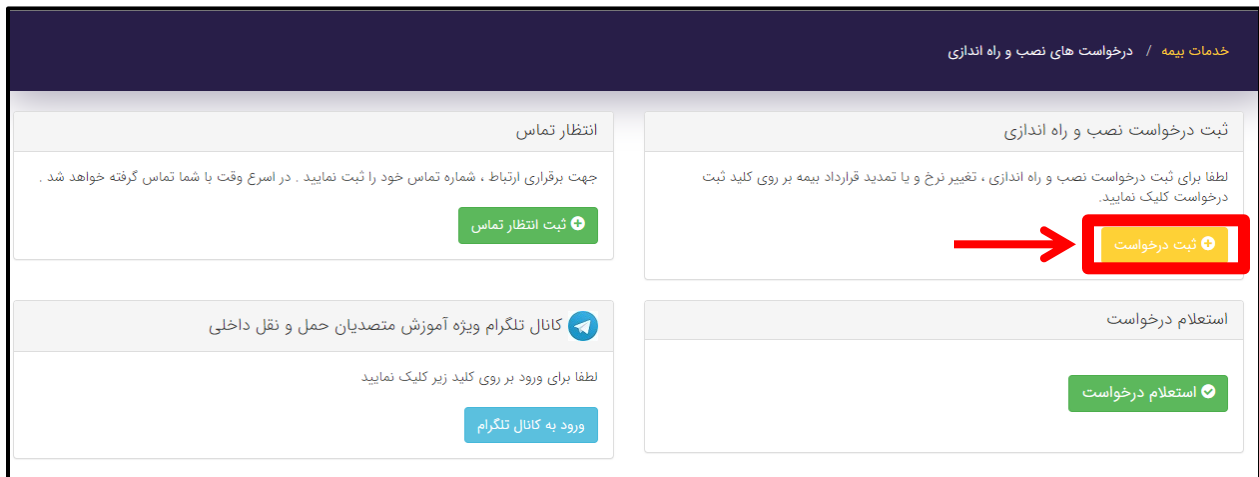 خدمات بیمه / درخواست های نصب و راه اندازی
ثبت درخواست نصب و راه اندازی
لطفا برای ثبت درخواست نصب و راه اندازی ، تغییر نرخ و یا تمدید قرارداد بیمه بر روی کلید ثبت
درخواست کلیک نمایید.
ثبت درخواست
انتظار تماس
جهت برقراری ارتباط ، شماره تماس خود را ثبت نمایید . در اسرع وقت با شما تماس گرفته خواهد شد .
ثبت انتظار تماس
استعلام درخواست
استعلام درخواست
کانال تلگرام ویژه آموزش متصدیان حمل و نقل داخلی
لطفا برای ورود بر روی کلید زیر کلیک نمایید
ورود به کانال تلگرام